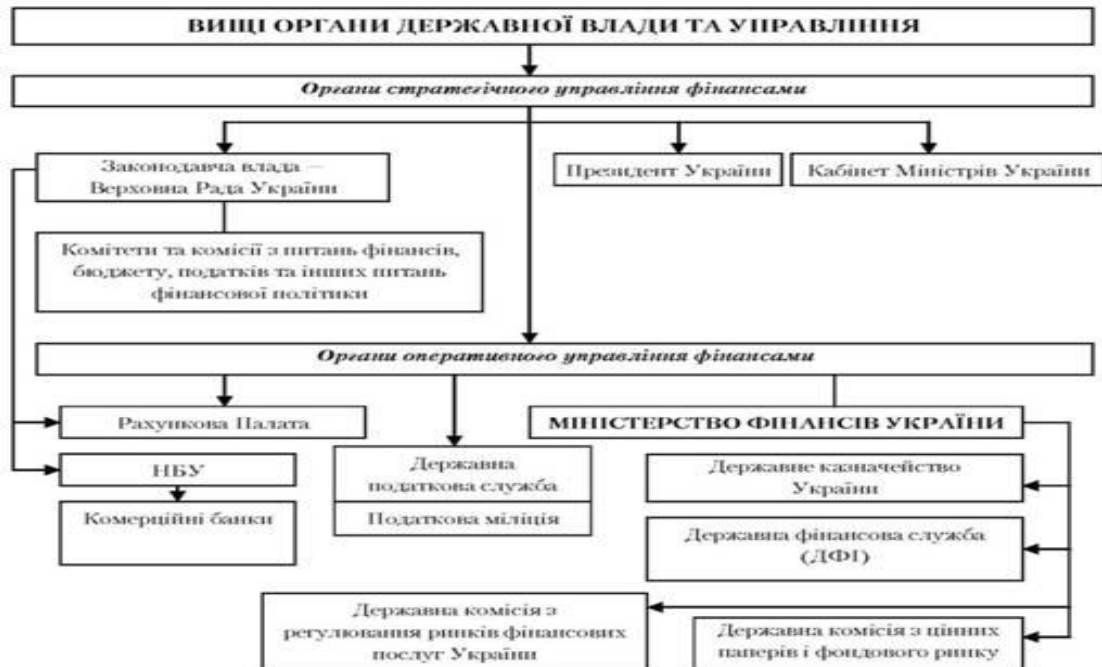 ВИЩІ ОРГАНИ ДЕРЖАВНОЇ ВЛАДИ ТА УПРАВЛІННЯ
Органи стратегічного управління фінансами
Законодавча влада –
Верховна Рада України
Президент України
Кабінет Міністрів України
Комітети та комісії з питань фінансів,
бюджету, податків та інших питань
фінансової політики
Органи оперативного управління фінансами
Рахункова Палата
МІНІСТЕРСТВО ФІНАНСІВ УКРАЇНИ
НБУ
Комерційні банки
Державна
податкова служба
Податкова міліція
Державне казначейство
України
Державна фінансова служба
(ДФІ)
Державна комісія з
регулювання ринків фінансових
послуг України
Державна комісія з цінних
паперів і фондового ринку